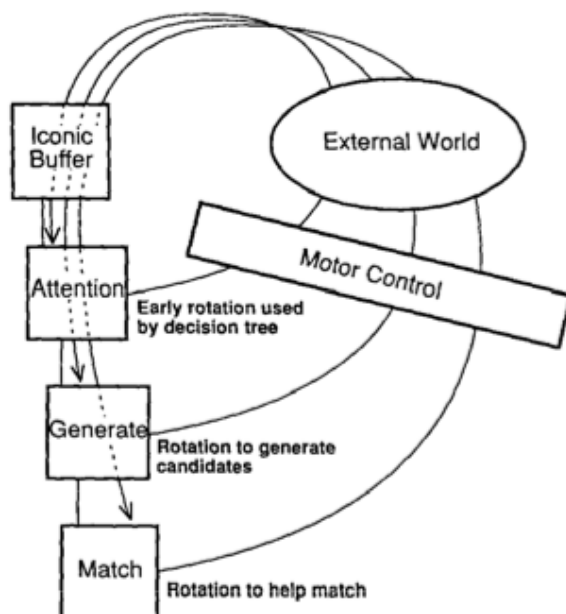 Iconic
Buffer
External World
Motor Control
Attention
Early rotation used
by decision tree
Generate
Rotation to generate
candidates
Match
Rotation to help match